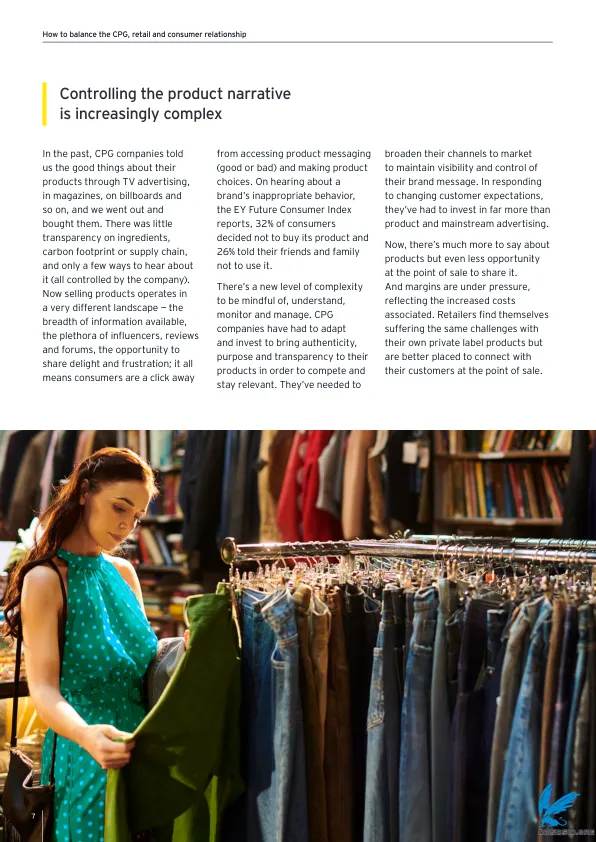 How to balance the CPG, retail and consumer relationship
Controlling the product narrative
is increasingly complex
In the past, CPG companies told
us the good things about their
products through TV advertising,
in magazines, on billboards and
so on, and we went out and
bought them. There was little
transparency on ingredients,
carbon footprint or supply chain,
and only a few ways to hear about
it (all controlled by the company).
Now selling products operates in
a very different landscape — the
breadth of information available,
the plethora of influencers, reviews
and forums, the opportunity to
share delight and frustration; it all
means consumers are a click away
from accessing product messaging
(good or bad) and making product
choices. On hearing about a
brand's inappropriate behavior,
the EY Future Consumer Index
reports, 32% of consumers
decided not to buy its product and
26% told their friends and family
not to use it.
There's a new level of complexity
to be mindful of, understand,
monitor and manage. CPG
companies have had to adapt
and invest to bring authenticity,
purpose and transparency to their
products in order to compete and
stay relevant. They've needed to
broaden their channels to market
to maintain visibility and control of
their brand message. In responding
to changing customer expectations,
they've had to invest in far more than
product and mainstream advertising.
Now, there's much more to say about
products but even less opportunity
at the point of sale to share it.
And margins are under pressure,
reflecting the increased costs
associated. Retailers find themselves
suffering the same challenges with
their own private label products but
are better placed to connect with
their customers at the point of sale.
7